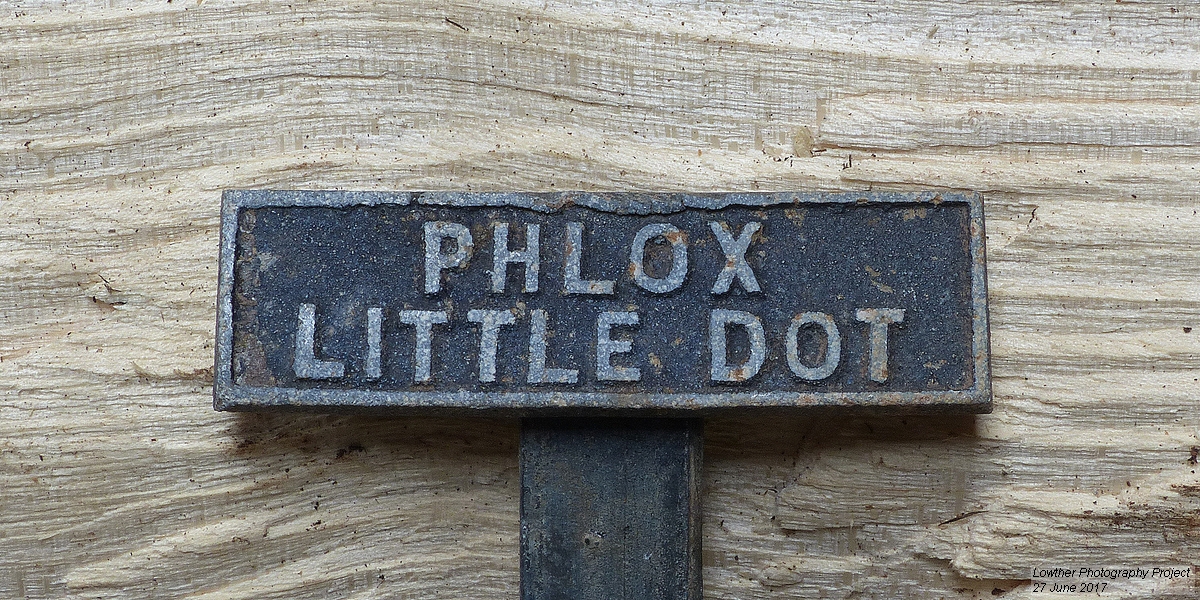 PHLOX
LITTLE DOT
Lowther Photography Project
27 June 2017